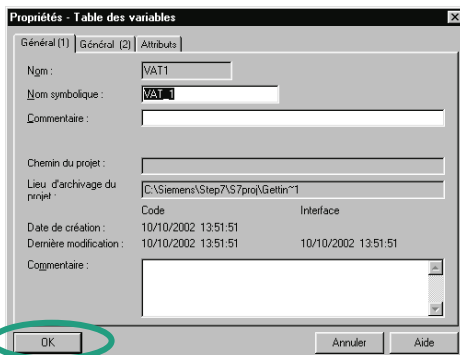 Propriétés - Table des variables
Général (1) Général (2) Attributs
Nom : VAT1
Nom symbolique : VAT_1
Commentaire :
Chemin du projet :
Lieu d'archivage du projet : C:\Siemens\Step7\S7proj\Gettin~1
Code Interface
Date de création : 10/10/2002 13:51:51
Dernière modification : 10/10/2002 13:51:51 10/10/2002 13:51:51
Commentaire :
OK Annuler Aide